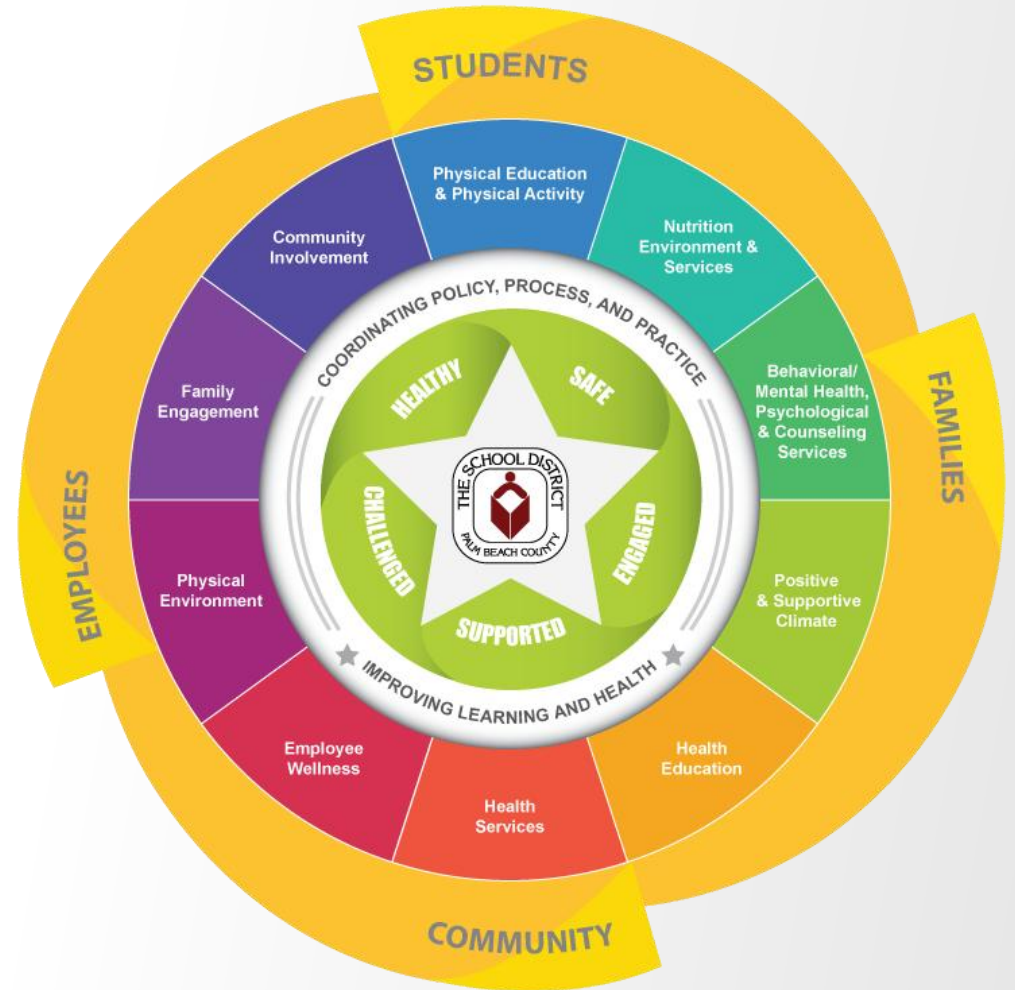 STUDENTS
FAMILIES
COMMUNITY
EMPLOYEES
Physical Education
& Physical Activity
Nutrition
Environment &
Services
Behavioral/
Mental Health,
Psychological
& Counseling
Services
Positive
& Supportive
Climate
Health
Education
Health
Services
Employee
Wellness
Physical
Environment
Family
Engagement
Community
Involvement
COORDINATING POLICY, PROCESS, AND PRACTICE
IMPROVING LEARNING AND HEALTH
HEALTHY
SAFE
ENGAGED
SUPPORTED
CHALLENGED
THE SCHOOL DISTRICT
PALM BEACH COUNTY